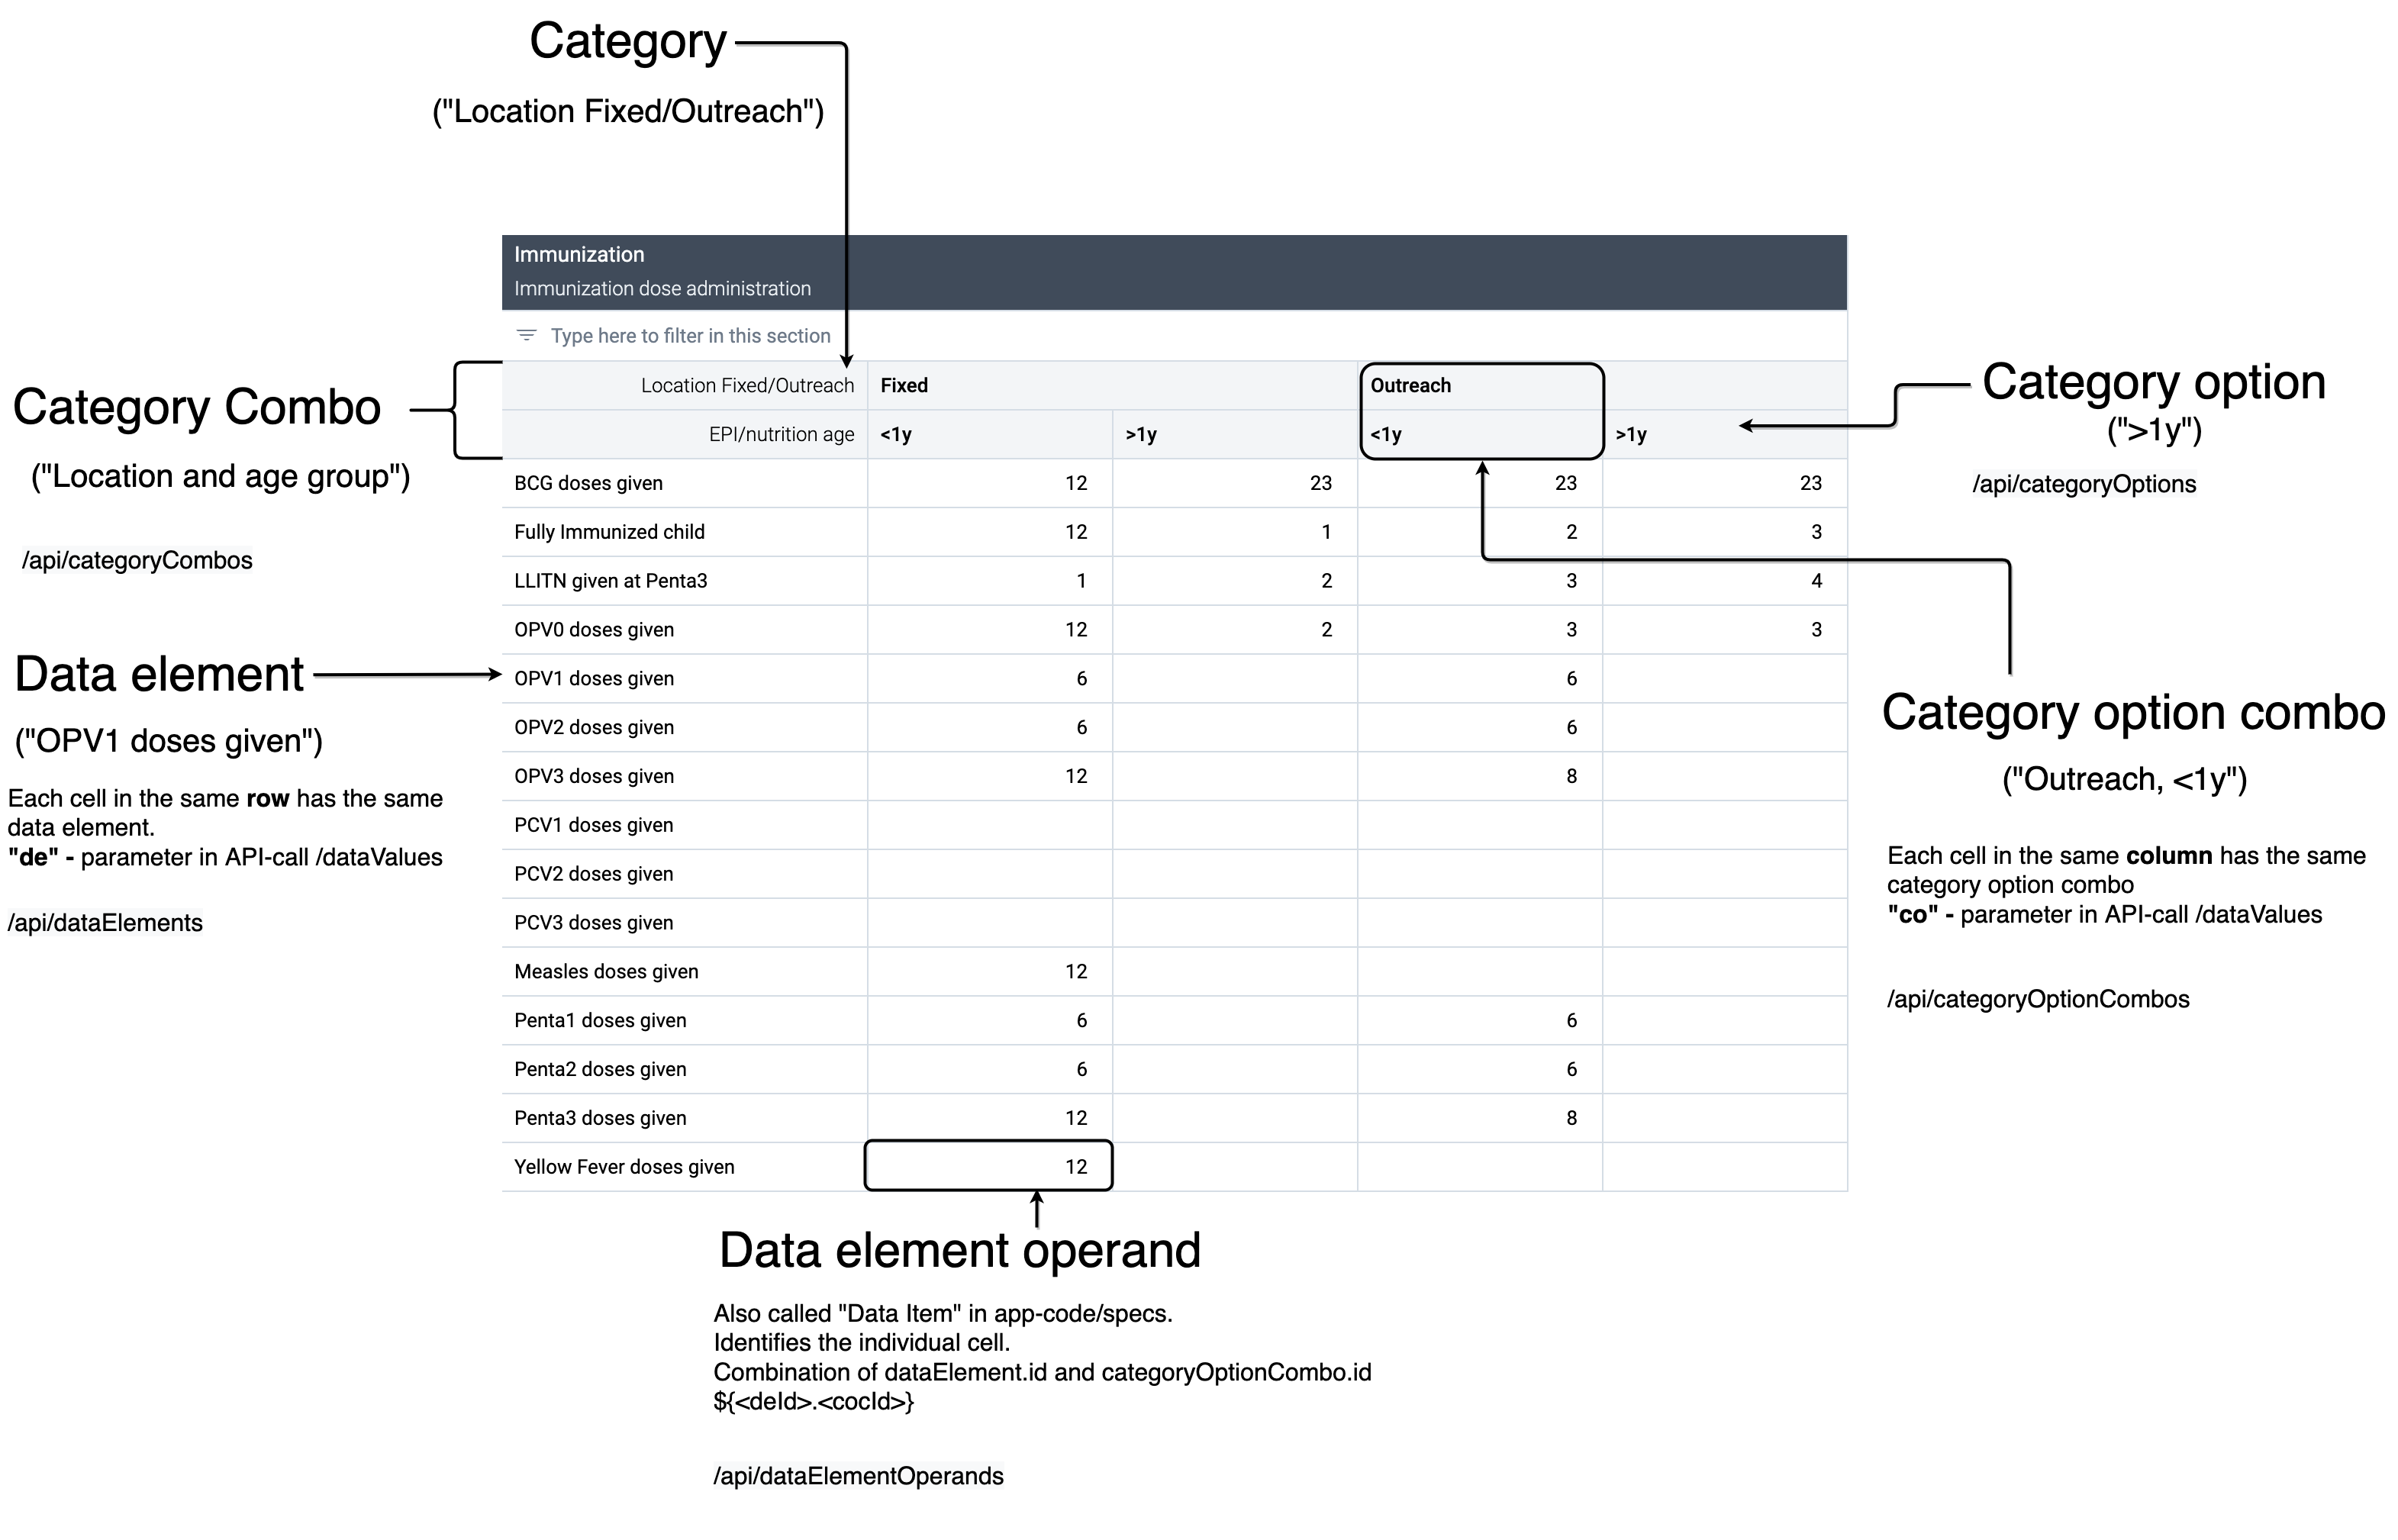 Category
("Location Fixed/Outreach")
Immunization
Immunization dose administration
Type here to filter in this section
Category Combo
("Location and age group")
/api/categoryCombos
Data element
("OPV1 doses given")
Each cell in the same row has the same
data element.
"de" - parameter in API-call /dataValues
/api/dataElements
Location Fixed/Outreach Fixed Outreach
EPI/nutrition age <1y >1y <1y >1y
BCG doses given 12 23 23 23
Fully Immunized child 12 1 2 3
LLITN given at Penta3 1 2 3 4
OPV0 doses given 12 2 3 3
OPV1 doses given 6 6
OPV2 doses given 6 6
OPV3 doses given 12 8
PCV1 doses given
PCV2 doses given
PCV3 doses given
Measles doses given 12
Penta1 doses given 6 6
Penta2 doses given 6 6
Penta3 doses given 12 8
Yellow Fever doses given 12
Category option
(">1y")
/api/categoryOptions
Category option combo
("Outreach, <1y")
Each cell in the same column has the same
category option combo
"co" - parameter in API-call /dataValues
/api/categoryOptionCombos
Data element operand
Also called "Data Item" in app-code/specs.
Identifies the individual cell.
Combination of dataElement.id and categoryOptionCombo.id
${<deId>.<cocId>}
/api/dataElementOperands